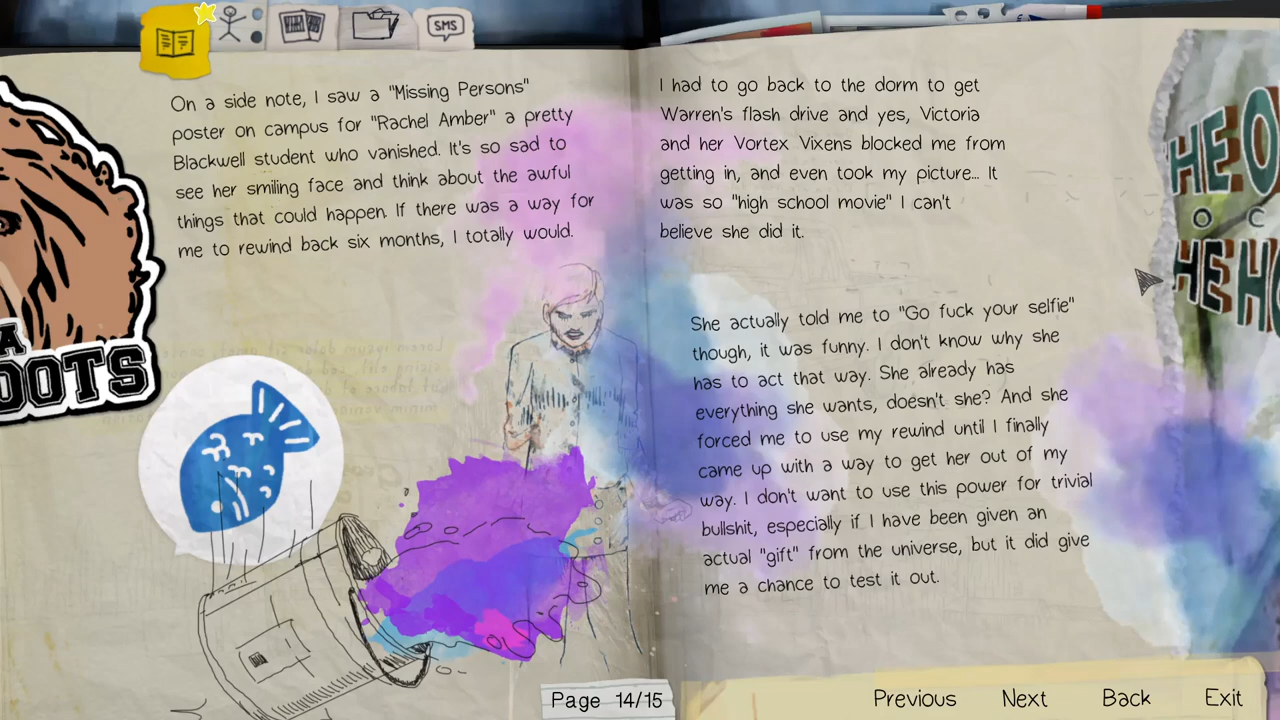 SMS
On a side note, I saw a "Missing Persons"
poster on campus for "Rachel Amber" a pretty
Blackwell student who vanished. It's so sad to
see her smiling face and think about the awful
things that could happen. If there was a way for
me to rewind back six months, I totally would.
A
OOTS
I had to go back to the dorm to get
Warren's flash drive and yes, Victoria
and her Vortex Vixens blocked me from
getting in, and even took my picture... It
was so "high school movie" I can't
believe she did it.
She actually told me to "Go fuck your selfie"
though, it was funny. I don't know why she
has to act that way. She already has
everything she wants, doesn't she? And she
forced me to use my rewind until I finally
came up with a way to get her out of my
way. I don't want to use this power for trivial
bullshit, especially if I have been given an
actual "gift" from the universe, but it did give
me a chance to test it out.
HE O
O C
HE H
Page 14/15
Previous Next Back Exit